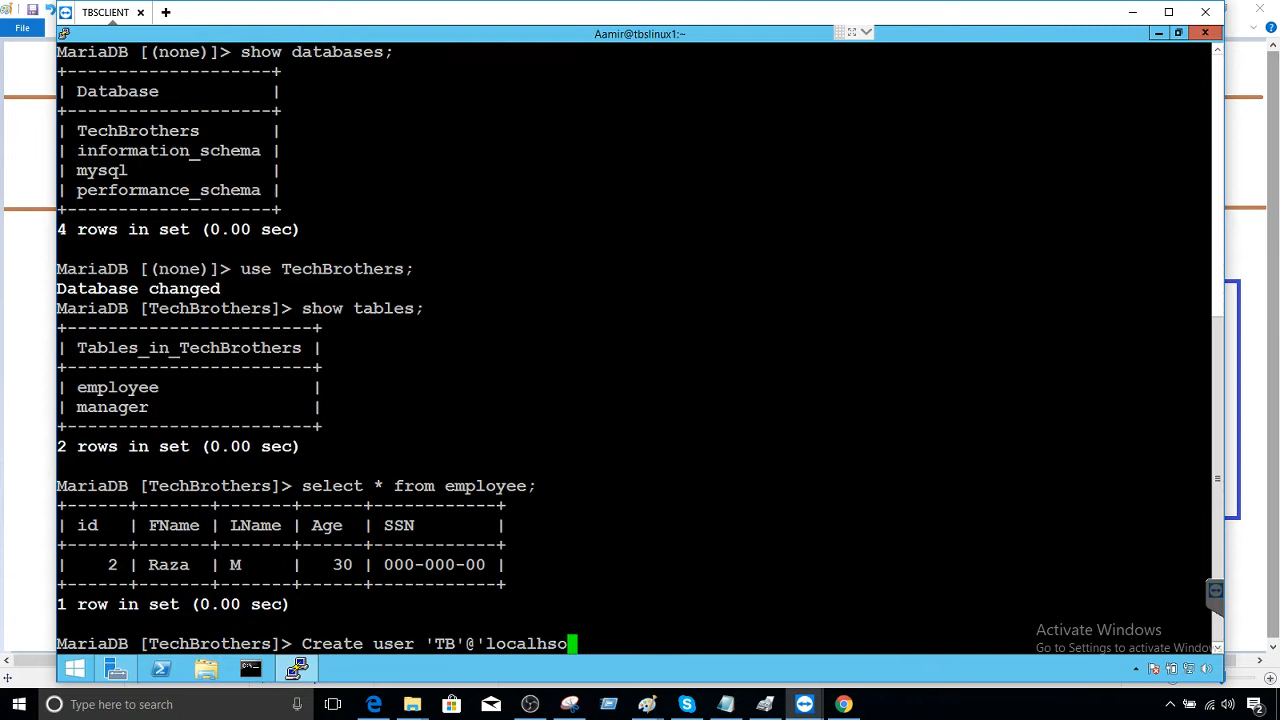 TBSCLIENT
File
Aamir@tbslinux1:~
MariaDB [(none)]> show databases;
+--------------------+
| Database           |
+--------------------+
| TechBrothers       |
| information_schema |
| mysql              |
| performance_schema |
+--------------------+
4 rows in set (0.00 sec)
MariaDB [(none)]> use TechBrothers;
Database changed
MariaDB [TechBrothers]> show tables;
+------------------------+
| Tables_in_TechBrothers |
+------------------------+
| employee               |
| manager                |
+------------------------+
2 rows in set (0.00 sec)
MariaDB [TechBrothers]> select * from employee;
+------+-------+-------+------+------------+
| id   | FName | LName | Age  | SSN        |
+------+-------+-------+------+------------+
|    2 | Raza  | M     |   30 | 000-000-00 |
+------+-------+-------+------+------------+
1 row in set (0.00 sec)
MariaDB [TechBrothers]> Create user 'TB'@'localhso
Activate Windows
Go to Settings to activate Windows.
Type here to search
2